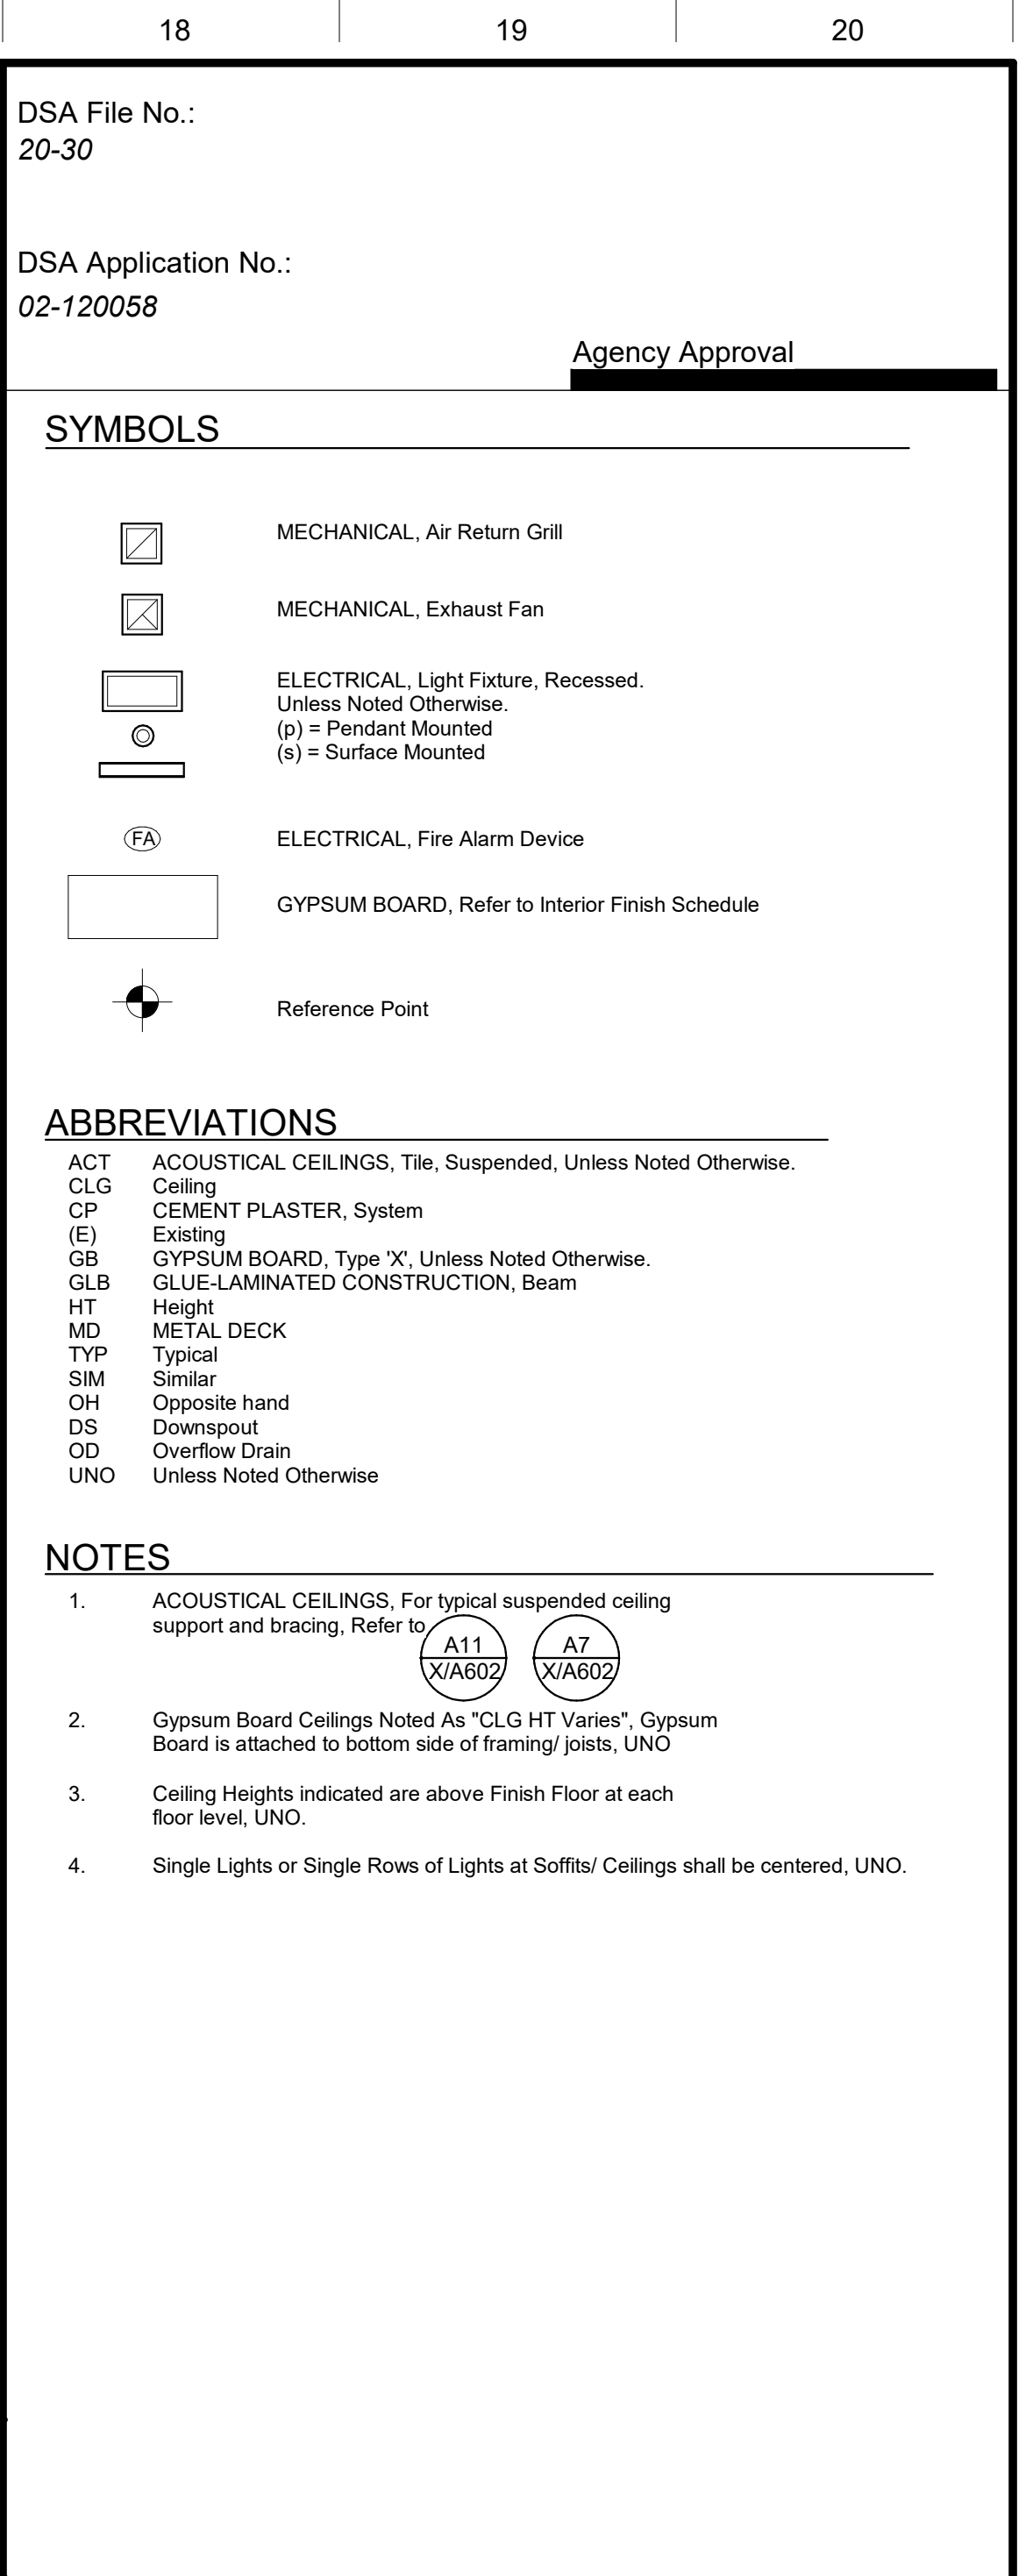 18 19 20
DSA File No.:
20-30
DSA Application No.:
02-120058
Agency Approval
SYMBOLS
MECHANICAL, Air Return Grill
MECHANICAL, Exhaust Fan
ELECTRICAL, Light Fixture, Recessed.
Unless Noted Otherwise.
(p) = Pendant Mounted
(s) = Surface Mounted
FA ELECTRICAL, Fire Alarm Device
GYPSUM BOARD, Refer to Interior Finish Schedule
Reference Point
ABBREVIATIONS
ACT ACOUSTICAL CEILINGS, Tile, Suspended, Unless Noted Otherwise.
CLG Ceiling
CP CEMENT PLASTER, System
(E) Existing
GB GYPSUM BOARD, Type 'X', Unless Noted Otherwise.
GLB GLUE-LAMINATED CONSTRUCTION, Beam
HT Height
MD METAL DECK
TYP Typical
SIM Similar
OH Opposite hand
DS Downspout
OD Overflow Drain
UNO Unless Noted Otherwise
NOTES
1. ACOUSTICAL CEILINGS, For typical suspended ceiling
support and bracing, Refer to
A11 A7
X/A602 X/A602
2. Gypsum Board Ceilings Noted As "CLG HT Varies", Gypsum
Board is attached to bottom side of framing/ joists, UNO
3. Ceiling Heights indicated are above Finish Floor at each
floor level, UNO.
4. Single Lights or Single Rows of Lights at Soffits/ Ceilings shall be centered, UNO.